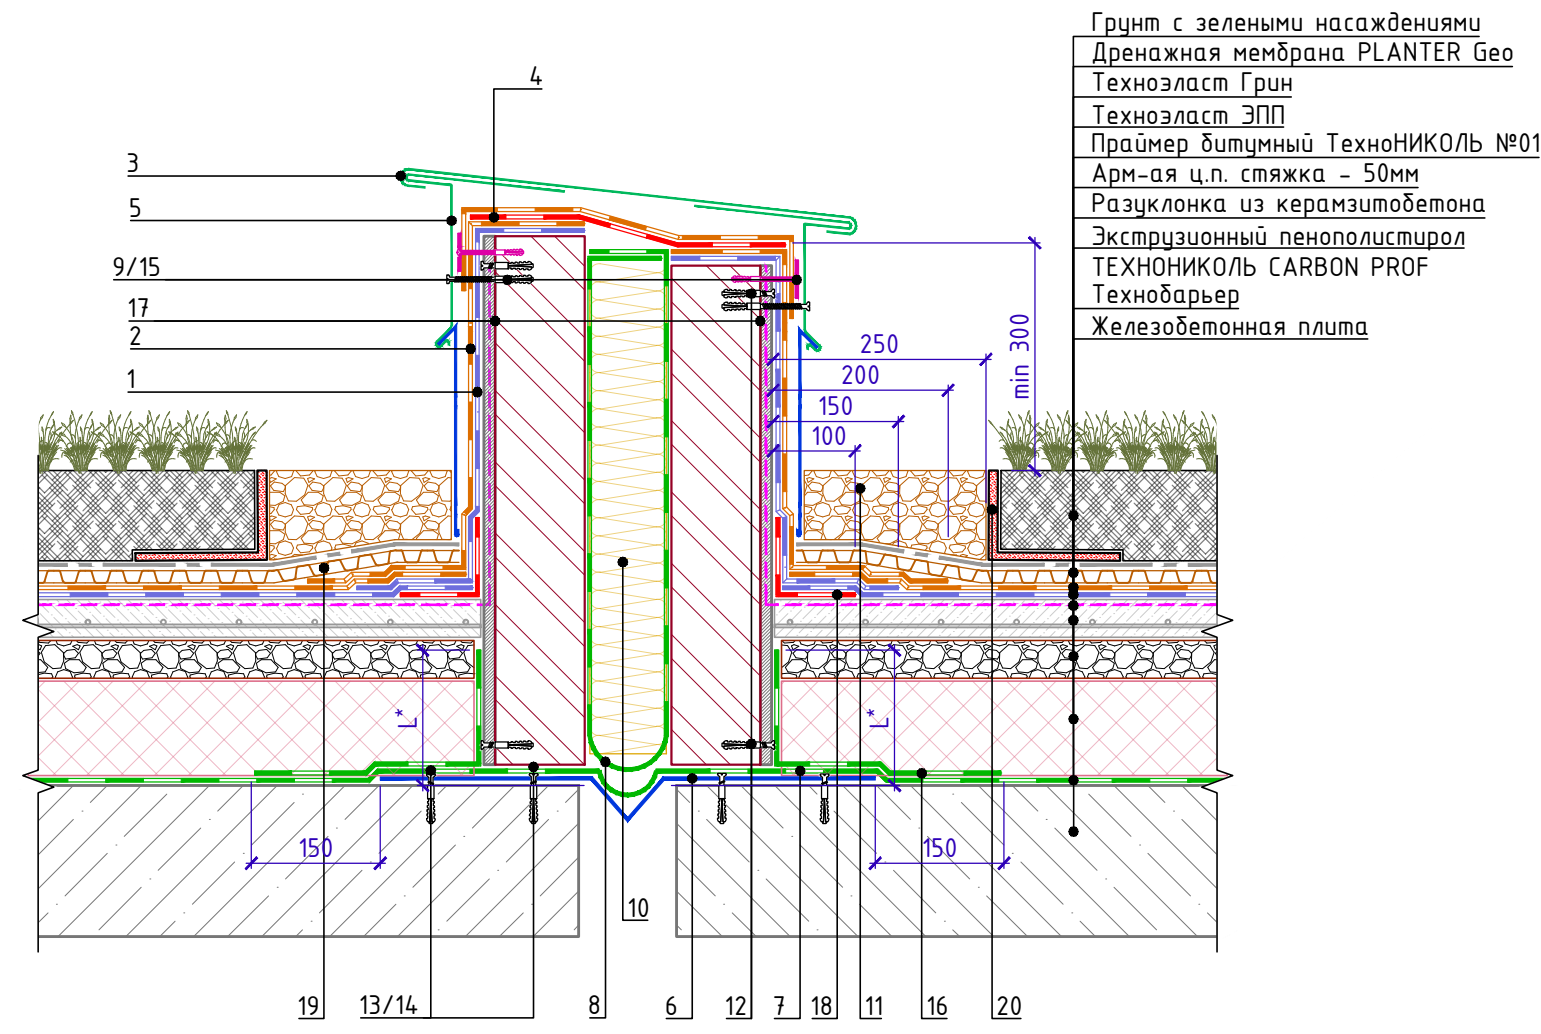 Грунт с зелеными насаждениями
Дренажная мембрана PLANTER Geo
Техноэласт Грин
Техноэласт ЭПП
Праймер битумный ТехноНИКОЛЬ №01
Арм-ая ц.п. стяжка - 50мм
Разуклонка из керамзитобетона
Экструзионный пенополистирол
ТЕХНОНИКОЛЬ CARBON PROF
Технобарьер
Железобетонная плита
4
3
5
9/15
17
2
1
min 300
250
200
150
100
L*
L*
150
150
10
19
13/14
8
6
12
7
18
11
16
20